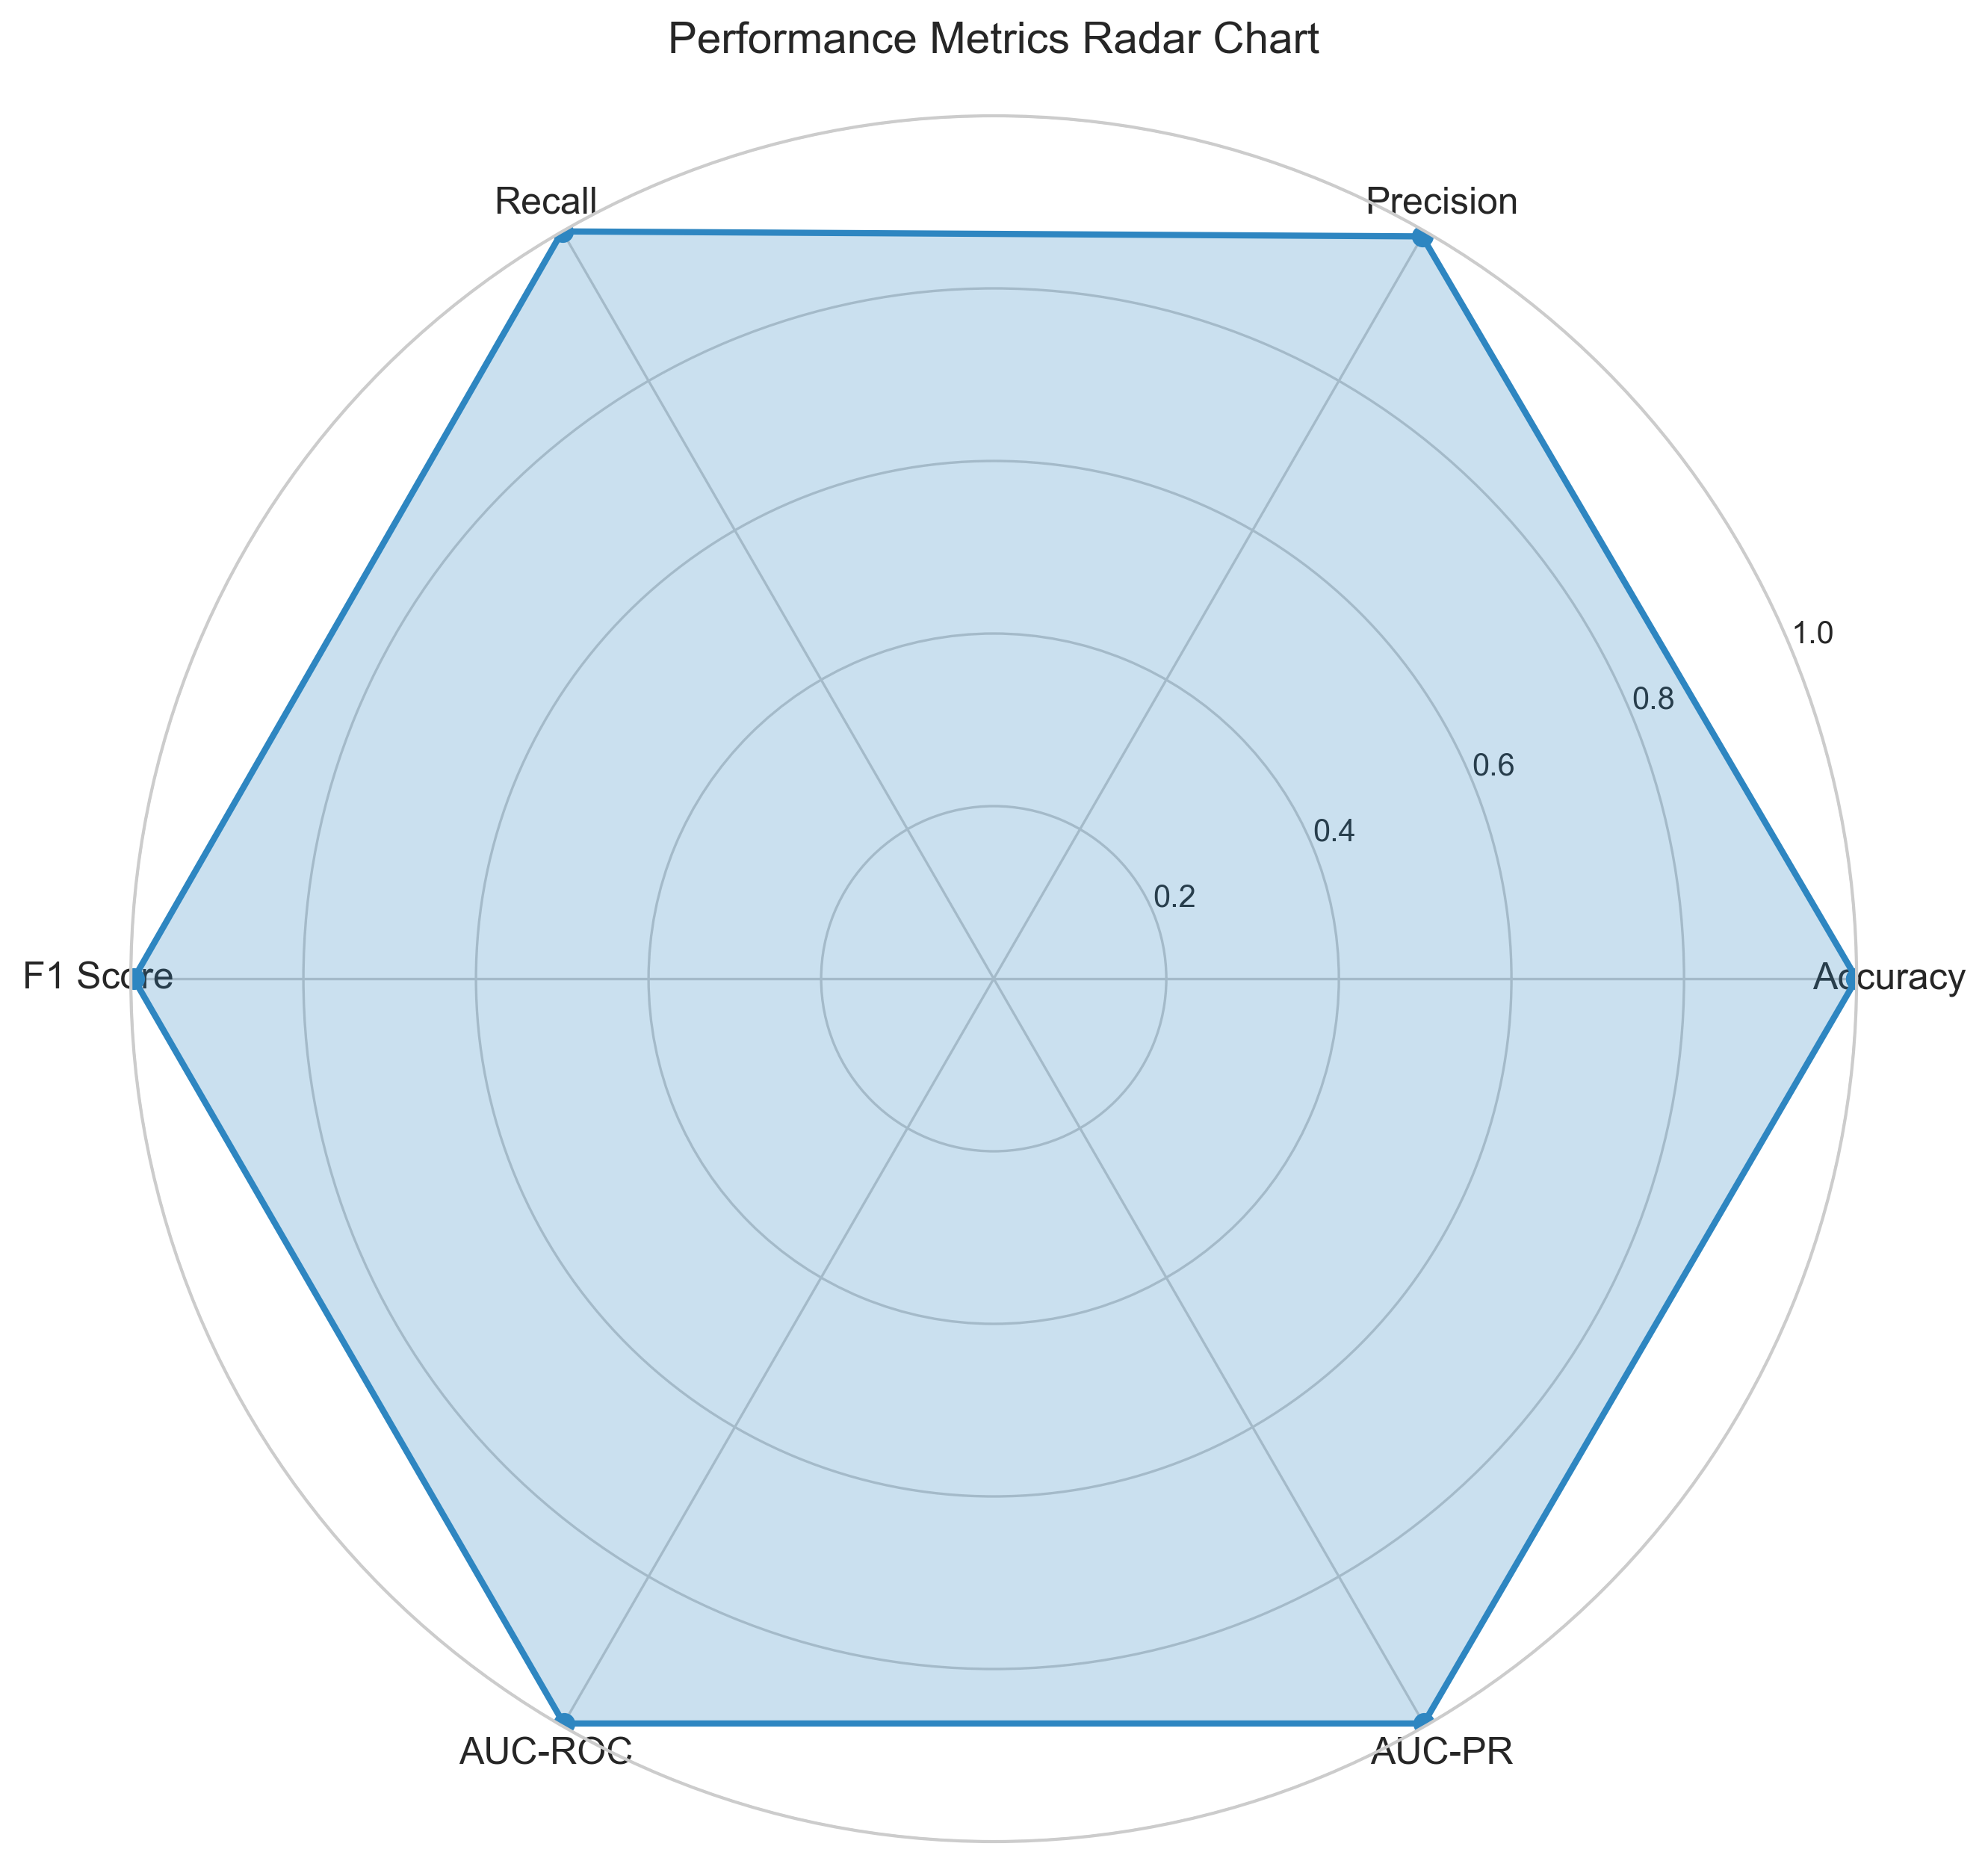 Performance Metrics Radar Chart
Recall
Precision
1.0
0.8
0.6
0.4
0.2
F1 Score
Accuracy
AUC-ROC
AUC-PR